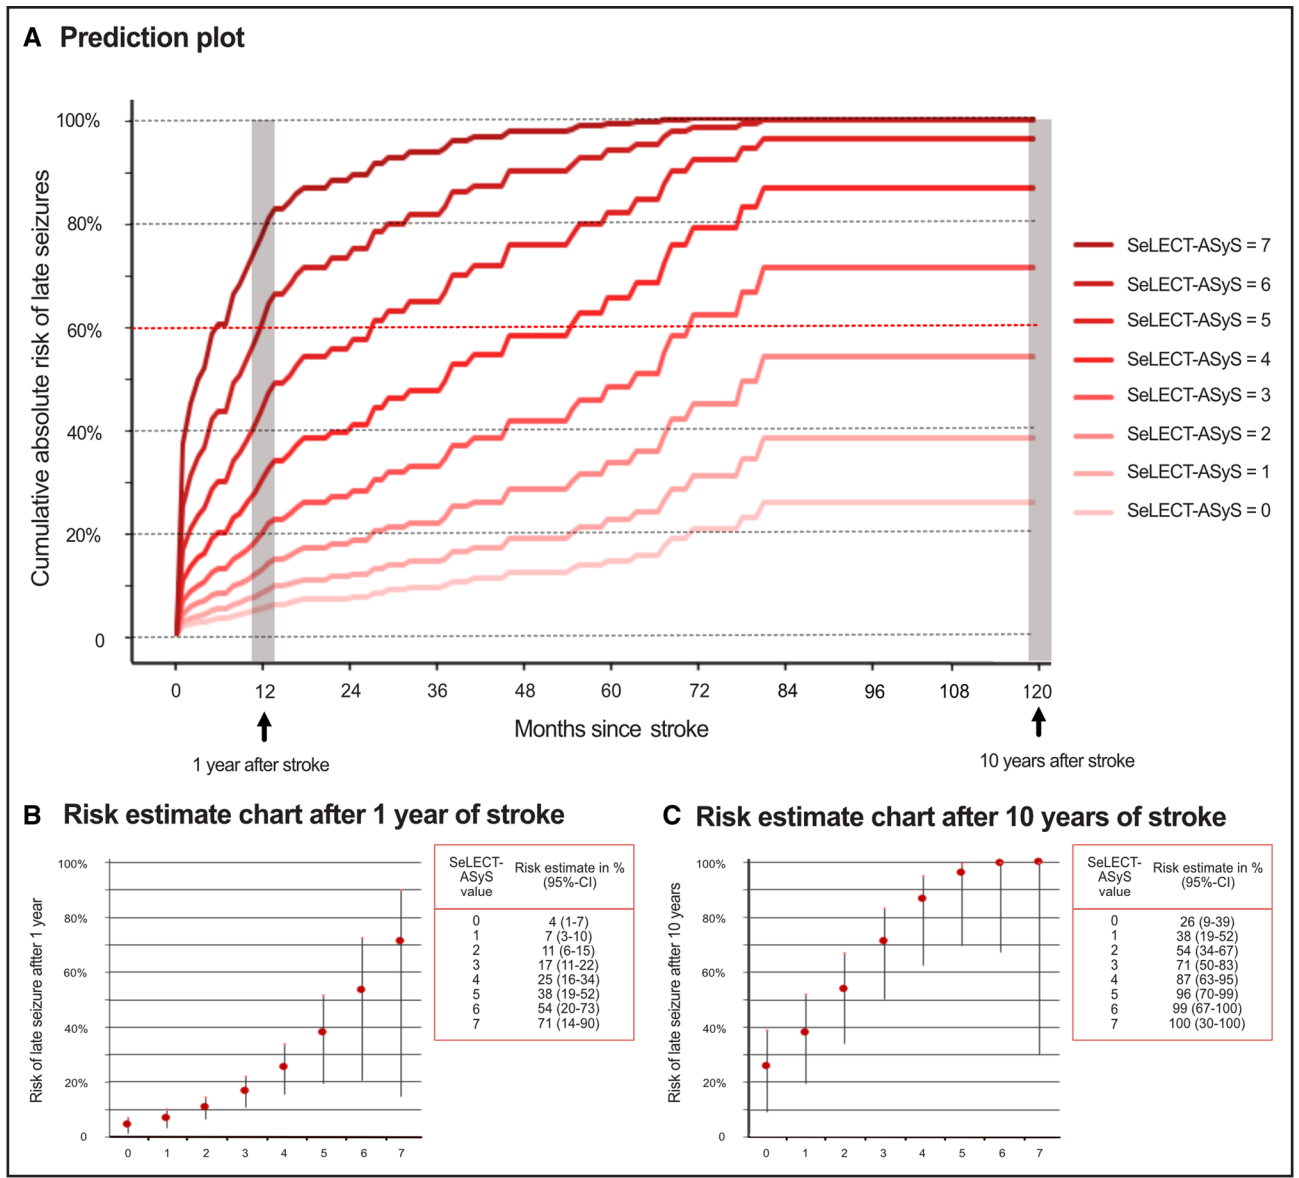 A Prediction plot
Cumulative absolute risk of late seizures
100%
80%
60%
40%
20%
0
0 12 24 36 48 60 72 84 96 108 120
Months since stroke
1 year after stroke
10 years after stroke
SeLECT-ASyS = 7
SeLECT-ASyS = 6
SeLECT-ASyS = 5
SeLECT-ASyS = 4
SeLECT-ASyS = 3
SeLECT-ASyS = 2
SeLECT-ASyS = 1
SeLECT-ASyS = 0
B Risk estimate chart after 1 year of stroke
Risk of late seizure after 1 year
100%
80%
60%
40%
20%
0
0 1 2 3 4 5 6 7
SeLECT-
ASyS
value
Risk estimate in %
(95%-CI)
0 4 (1-7)
1 7 (3-10)
2 11 (6-15)
3 17 (11-22)
4 25 (16-34)
5 38 (19-52)
6 54 (20-73)
7 71 (14-90)
C Risk estimate chart after 10 years of stroke
Risk of late seizure after 10 years
100%
80%
60%
40%
20%
0
0 1 2 3 4 5 6 7
SeLECT-
ASyS
value
Risk estimate in %
(95%-CI)
0 26 (9-39)
1 38 (19-52)
2 54 (34-67)
3 71 (50-83)
4 87 (63-95)
5 96 (70-99)
6 99 (67-100)
7 100 (30-100)